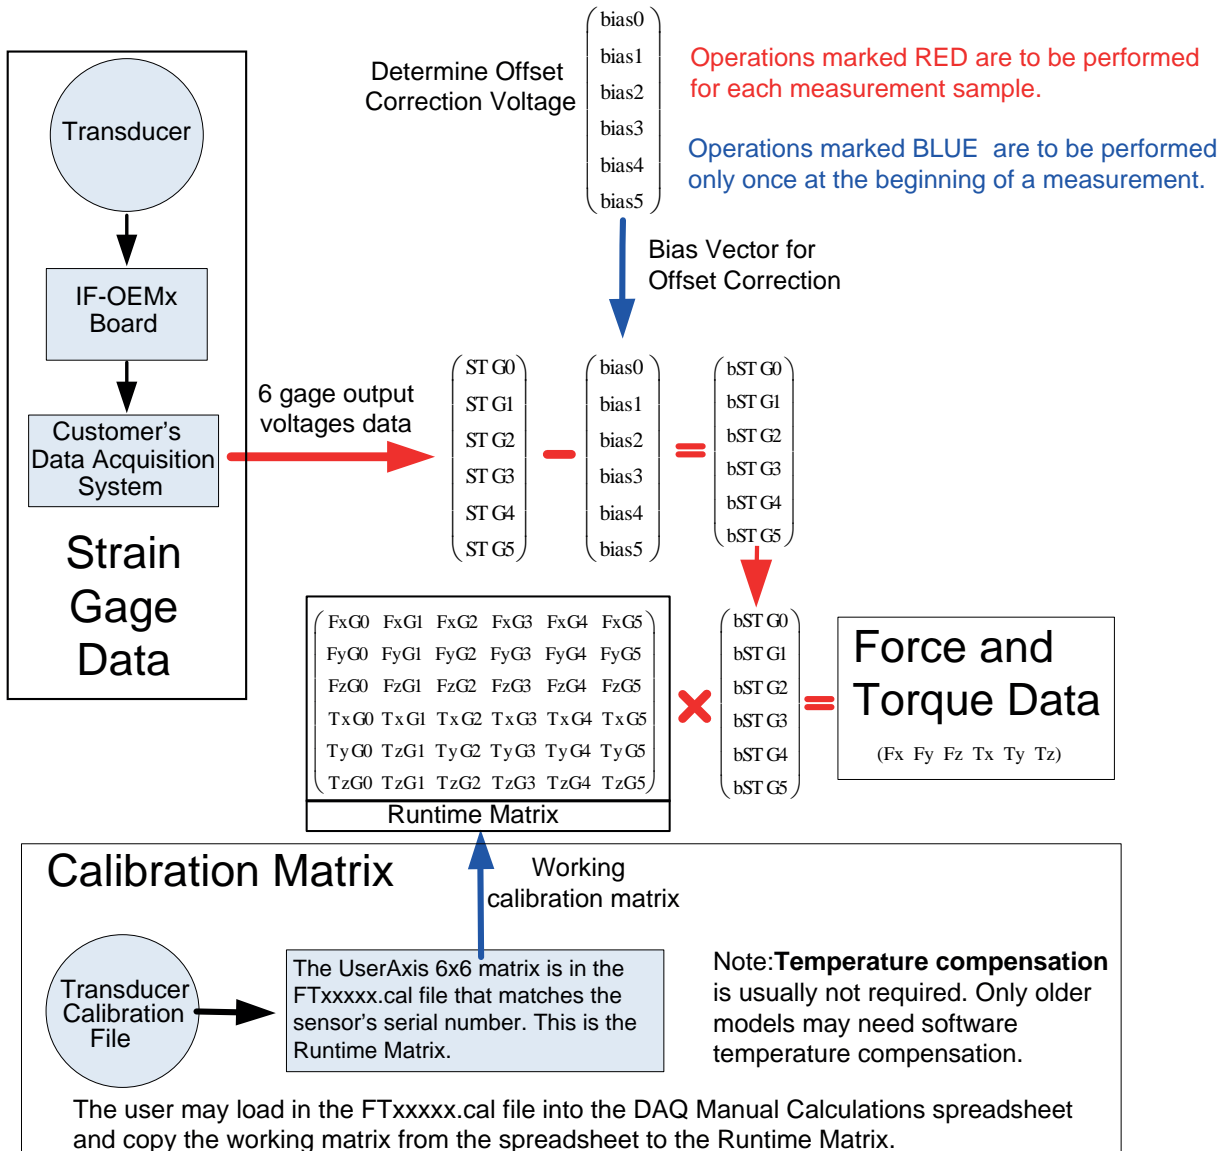 Determine Offset
Correction Voltage
bias0
bias1
bias2
bias3
bias4
bias5
Operations marked RED are to be performed
for each measurement sample.
Operations marked BLUE are to be performed
only once at the beginning of a measurement.
Transducer
IF-OEMx
Board
Customer's
Data Acquisition
System
Strain
Gage
Data
Bias Vector for
Offset Correction
6 gage output
voltages data
ST G0
ST G1
ST G2
ST G3
ST G4
ST G5
−
bias0
bias1
bias2
bias3
bias4
bias5
=
bST G0
bST G1
bST G2
bST G3
bST G4
bST G5
FxG0 FxG1 FxG2 FxG3 FxG4 FxG5
FyG0 FyG1 FyG2 FyG3 FyG4 FyG5
FzG0 FzG1 FzG2 FzG3 FzG4 FzG5
TxG0 TxG1 TxG2 TxG3 TxG4 TxG5
TyG0 TzG1 TyG2 TyG3 TyG4 TyG5
TzG0 TzG1 TzG2 TzG3 TzG4 TzG5
Runtime Matrix
×
bST G0
bST G1
bST G2
bST G3
bST G4
bST G5
=
Force and
Torque Data
(Fx Fy Fz Tx Ty Tz)
Calibration Matrix
Working
calibration matrix
Transducer
Calibration
File
The UserAxis 6x6 matrix is in the
FTxxxxx.cal file that matches the
sensor's serial number. This is the
Runtime Matrix.
Note:Temperature compensation
is usually not required. Only older
models may need software
temperature compensation.
The user may load in the FTxxxxx.cal file into the DAQ Manual Calculations spreadsheet
and copy the working matrix from the spreadsheet to the Runtime Matrix.